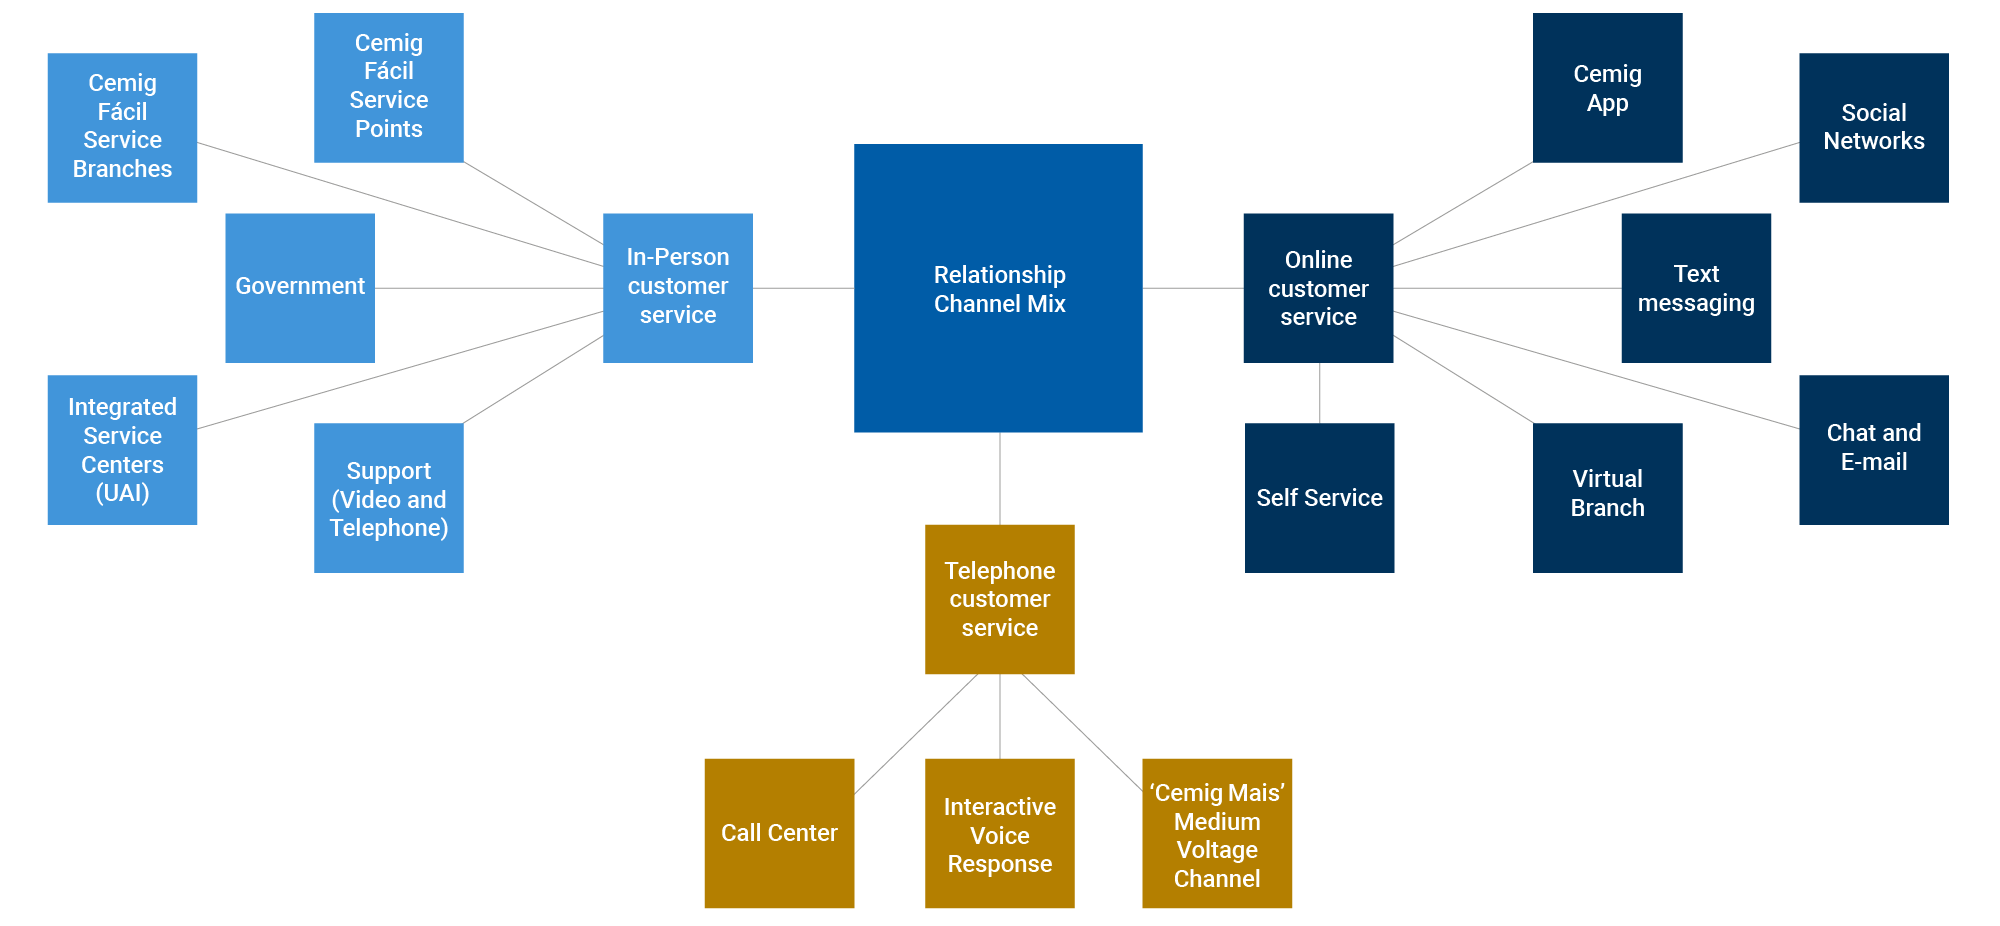 Cemig
Fácil
Service
Points
Cemig
Fácil
Service
Branches
Government
In-Person
customer
service
Integrated
Service
Centers
(UAI)
Support
(Video and
Telephone)
Relationship
Channel Mix
Cemig
App
Social
Networks
Online
customer
service
Text
messaging
Chat and
E-mail
Self Service
Virtual
Branch
Telephone
customer
service
Call Center
Interactive
Voice
Response
‘Cemig Mais’
Medium
Voltage
Channel